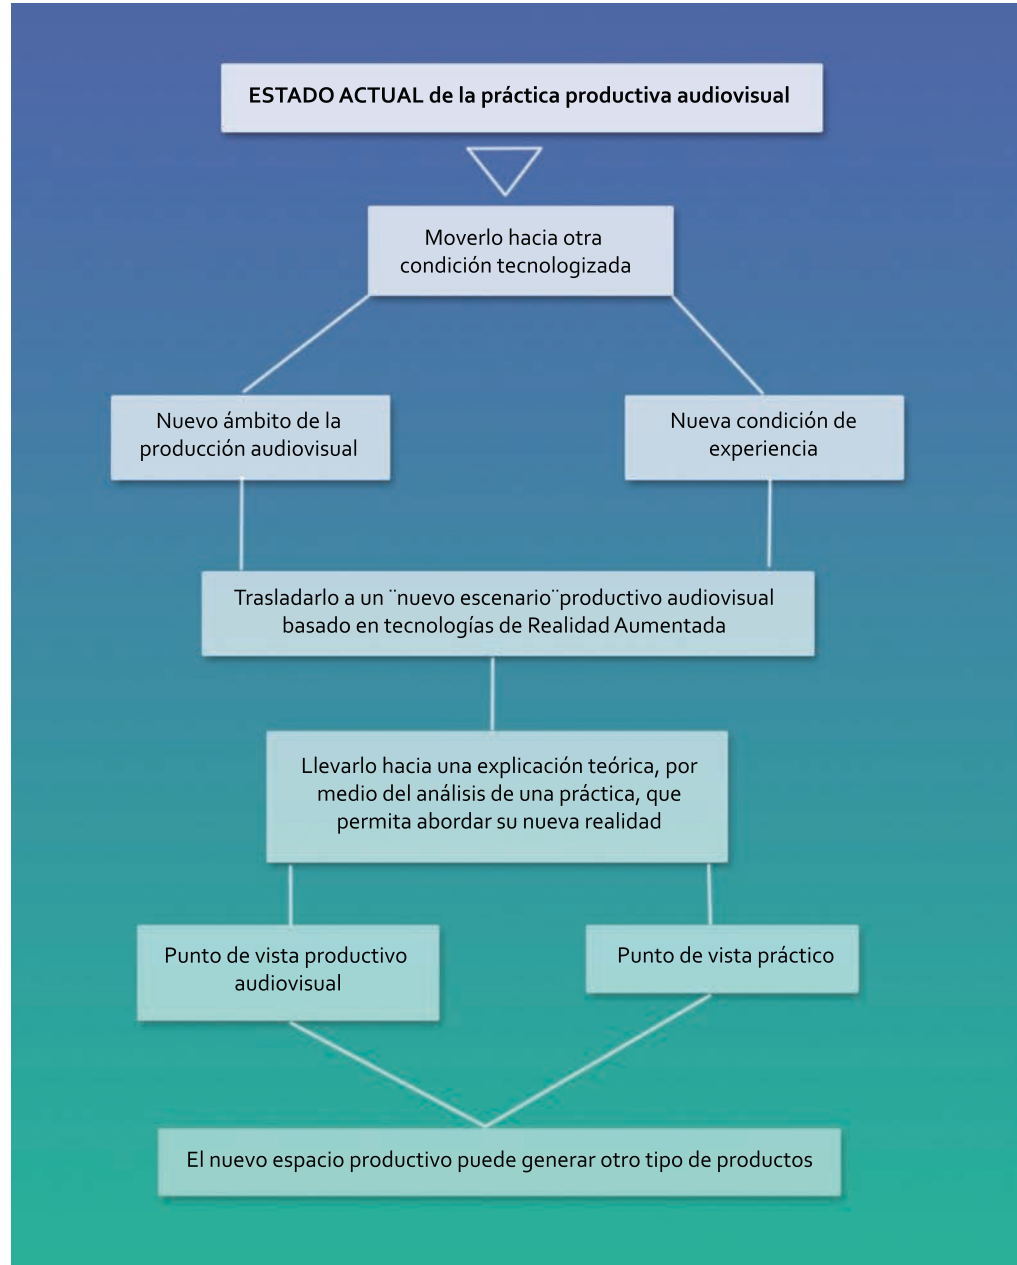 ESTADO ACTUAL de la práctica productiva audiovisual
Moverlo hacia otra
condición tecnologizada
Nuevo ámbito de la
producción audiovisual
Nueva condición de
experiencia
Trasladarlo a un ¨nuevo escenario¨productivo audiovisual
basado en tecnologías de Realidad Aumentada
Llevarlo hacia una explicación teórica, por
medio del análisis de una práctica, que
permita abordar su nueva realidad
Punto de vista productivo
audiovisual
Punto de vista práctico
El nuevo espacio productivo puede generar otro tipo de productos